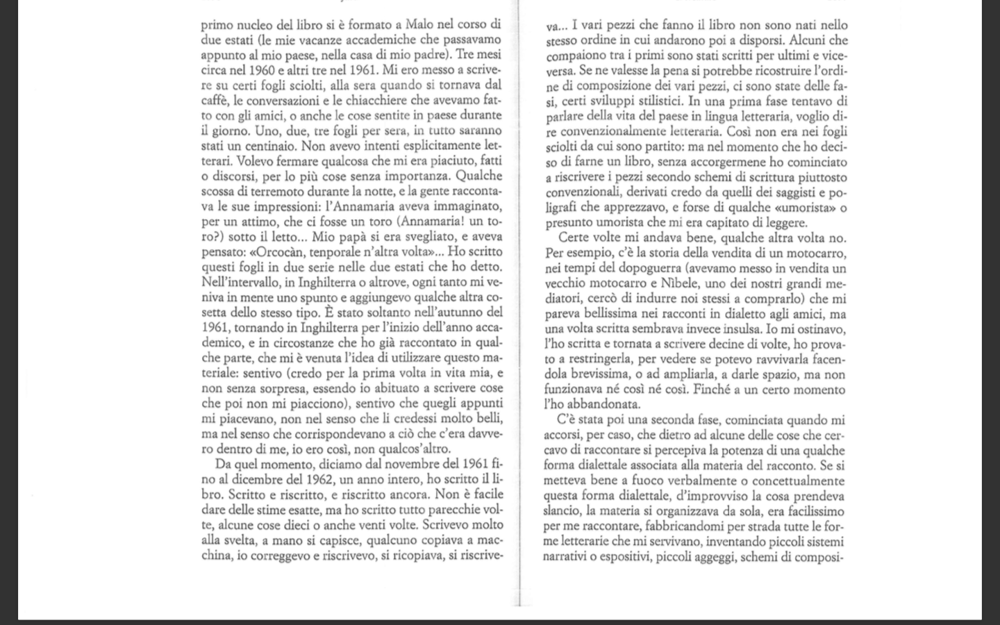 primo nucleo del libro si è formato a Malo nel corso di
due estati (le mie vacanze accademiche che passavamo
appunto al mio paese, nella casa di mio padre). Tre mesi
circa nel 1960 e altri tre nel 1961. Mi ero messo a scrive-
re su certi fogli sciolti, alla sera quando si tornava dal
caffè, le conversazioni e le chiacchiere che avevamo fat-
to con gli amici, o anche le cose sentite in paese durante
il giorno. Uno, due, tre fogli per sera, in tutto saranno
stati un centinaio. Non avevo intenti esplicitamente let-
terari. Volevo fermare qualcosa che mi era piaciuto, fatti
o discorsi, per lo più cose senza importanza. Qualche
scossa di terremoto durante la notte, e la gente racconta-
va le sue impressioni: l'Annamaria aveva immaginato,
per un attimo, che ci fosse un toro (Annamaria! un to-
ro?) sotto il letto... Mio papà si era svegliato, e aveva
pensato: «Orcocàn, tenporale n'altra volta»... Ho scritto
questi fogli in due serie nelle due estati che ho detto.
Nell'intervallo, in Inghilterra o altrove, ogni tanto mi ve-
niva in mente uno spunto e aggiungevo qualche altra co-
setta dello stesso tipo. È stato soltanto nell'autunno del
1961, tornando in Inghilterra per l'inizio dell'anno acca-
demico, e in circostanze che ho già raccontato in qual-
che parte, che mi è venuta l'idea di utilizzare questo ma-
teriale: sentivo (credo per la prima volta in vita mia, e
non senza sorpresa, essendo io abituato a scrivere cose
che poi non mi piacciono), sentivo che quegli appunti
mi piacevano, non nel senso che li credessi molto belli,
ma nel senso che corrispondevano a ciò che c'era davve-
ro dentro di me, io ero così, non qualcos'altro.
Da quel momento, diciamo dal novembre del 1961 fi-
no al dicembre del 1962, un anno intero, ho scritto il li-
bro. Scritto e riscritto, e riscritto ancora. Non è facile
dare delle stime esatte, ma ho scritto tutto parecchie vol-
te, alcune cose dieci o anche venti volte. Scrivevo molto
alla svelta, a mano si capisce, qualcuno copiava a mac-
china, io correggevo e riscrivevo, si ricopiava, si riscrive-
va... I vari pezzi che fanno il libro non sono nati nello
stesso ordine in cui andarono poi a disporsi. Alcuni che
compaiono tra i primi sono stati scritti per ultimi e vice-
versa. Se ne valesse la pena si potrebbe ricostruire l'ordi-
ne di composizione dei vari pezzi, ci sono state delle fa-
si, certi sviluppi stilistici. In una prima fase tentavo di
parlare della vita del paese in lingua letteraria, voglio di-
re convenzionalmente letteraria. Così non era nei fogli
sciolti da cui sono partito: ma nel momento che ho deci-
so di farne un libro, senza accorgermene ho cominciato
a riscrivere i pezzi secondo schemi di scrittura piuttosto
convenzionali, derivati credo da quelli dei saggisti e po-
ligrafi che apprezzavo, e forse di qualche «umorista» o
presunto umorista che mi era capitato di leggere.
Certe volte mi andava bene, qualche altra volta no.
Per esempio, c'è la storia della vendita di un motocarro,
nei tempi del dopoguerra (avevamo messo in vendita un
vecchio motocarro e Nìbele, uno dei nostri grandi me-
diatori, cercò di indurre noi stessi a comprarlo) che mi
pareva bellissima nei racconti in dialetto agli amici, ma
una volta scritta sembrava invece insulsa. Io mi ostinavo,
l'ho scritta e tornata a scrivere decine di volte, ho prova-
to a restringerla, per vedere se potevo ravvivarla facen-
dola brevissima, o ad ampliarla, a darle spazio, ma non
funzionava né così né così. Finché a un certo momento
l'ho abbandonata.
C'è stata poi una seconda fase, cominciata quando mi
accorsi, per caso, che dietro ad alcune delle cose che cer-
cavo di raccontare si percepiva la potenza di una qualche
forma dialettale associata alla materia del racconto. Se si
metteva bene a fuoco verbalmente o concettualmente
questa forma dialettale, d'improvviso la cosa prendeva
slancio, la materia si organizzava da sola, era facilissimo
per me raccontare, fabbricandomi per strada tutte le for-
me letterarie che mi servivano, inventando piccoli sistemi
narrativi o espositivi, piccoli aggeggi, schemi di composi-